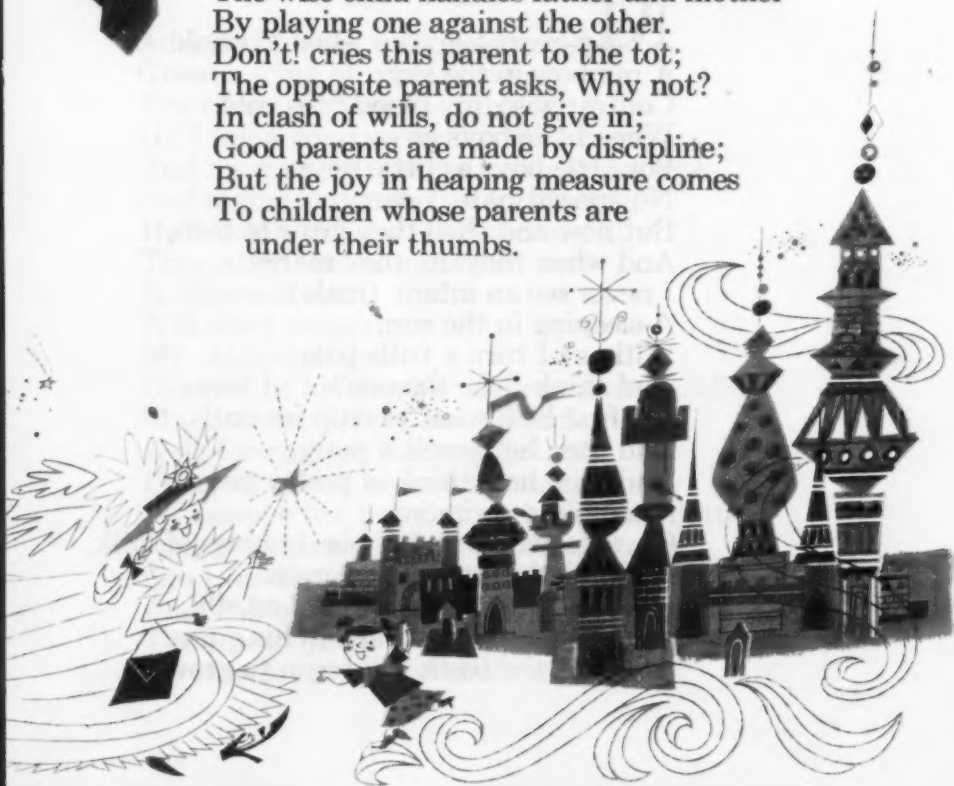 The wise child handles father and mother
By playing one against the other.
Don't! cries this parent to the tot;
The opposite parent asks, Why not?
In clash of wills, do not give in;
Good parents are made by discipline;
But the joy in heaping measure comes
To children whose parents are
under their thumbs.